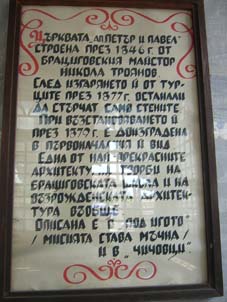 Църквата „Ап Петър и Павел"
строена през 1846 г. от
брациговския майстор
Никола Троянов.
След изгарянето й от тур-
ците през 1877 г. останали
да стърчат само стените
При възстановяването й
през 1879 г. е доизградена
в първоначалния й вид
Една от най-прекрасните
архитектурни творби на
брациговската школа и на
възрожденската архитек-
тура въобще
Описана е в „Под игото"
/ Мисията става мъчна /
и в „Чичовци"